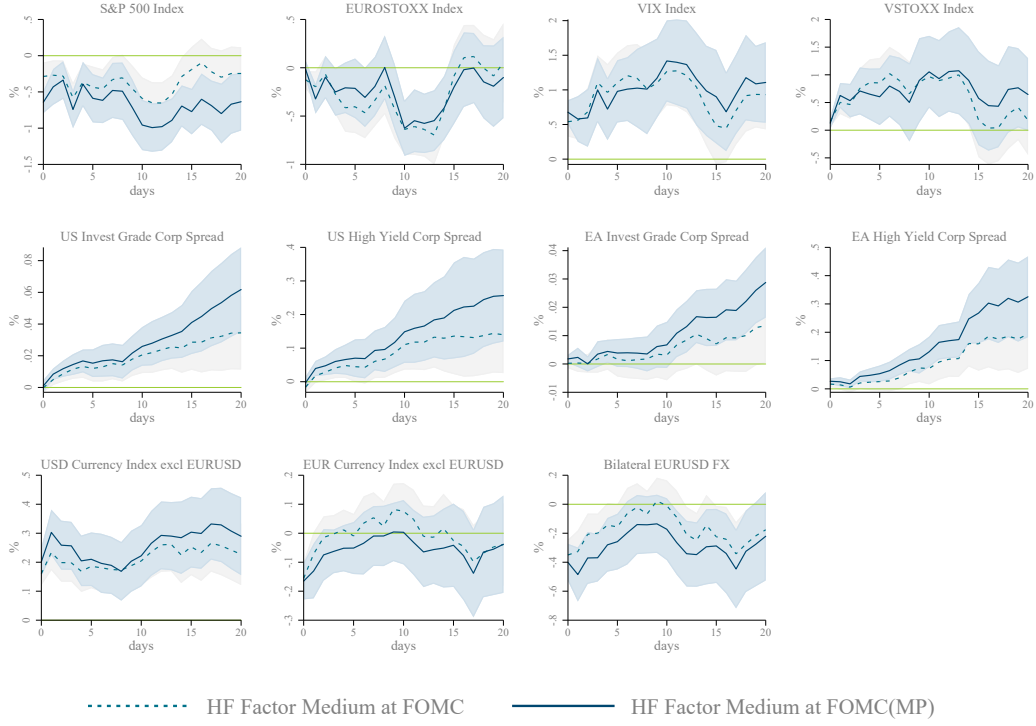 S&P 500 Index
EUROSTOXX Index
VIX Index
VSTOXX Index
%
.5
0
-.5
-1
-1.5
0 5 10 15 20
days
%
.5
0
-.5
-1
0 5 10 15 20
days
%
2
1.5
1
.5
0
0 5 10 15 20
days
%
2
1.5
1
.5
0
-.5
0 5 10 15 20
days
US Invest Grade Corp Spread
US High Yield Corp Spread
EA Invest Grade Corp Spread
EA High Yield Corp Spread
%
.08
.06
.04
.02
0
0 5 10 15 20
days
%
.4
.3
.2
.1
0
0 5 10 15 20
days
%
.04
.03
.02
.01
0
-.01
0 5 10 15 20
days
%
.5
.4
.3
.2
.1
0
0 5 10 15 20
days
USD Currency Index excl EURUSD
EUR Currency Index excl EURUSD
Bilateral EURUSD FX
%
.5
.4
.3
.2
.1
0
0 5 10 15 20
days
%
.2
.1
0
-.1
-.2
-.3
0 5 10 15 20
days
%
.2
0
-.2
-.4
-.6
-.8
0 5 10 15 20
days
HF Factor Medium at FOMC
HF Factor Medium at FOMC(MP)